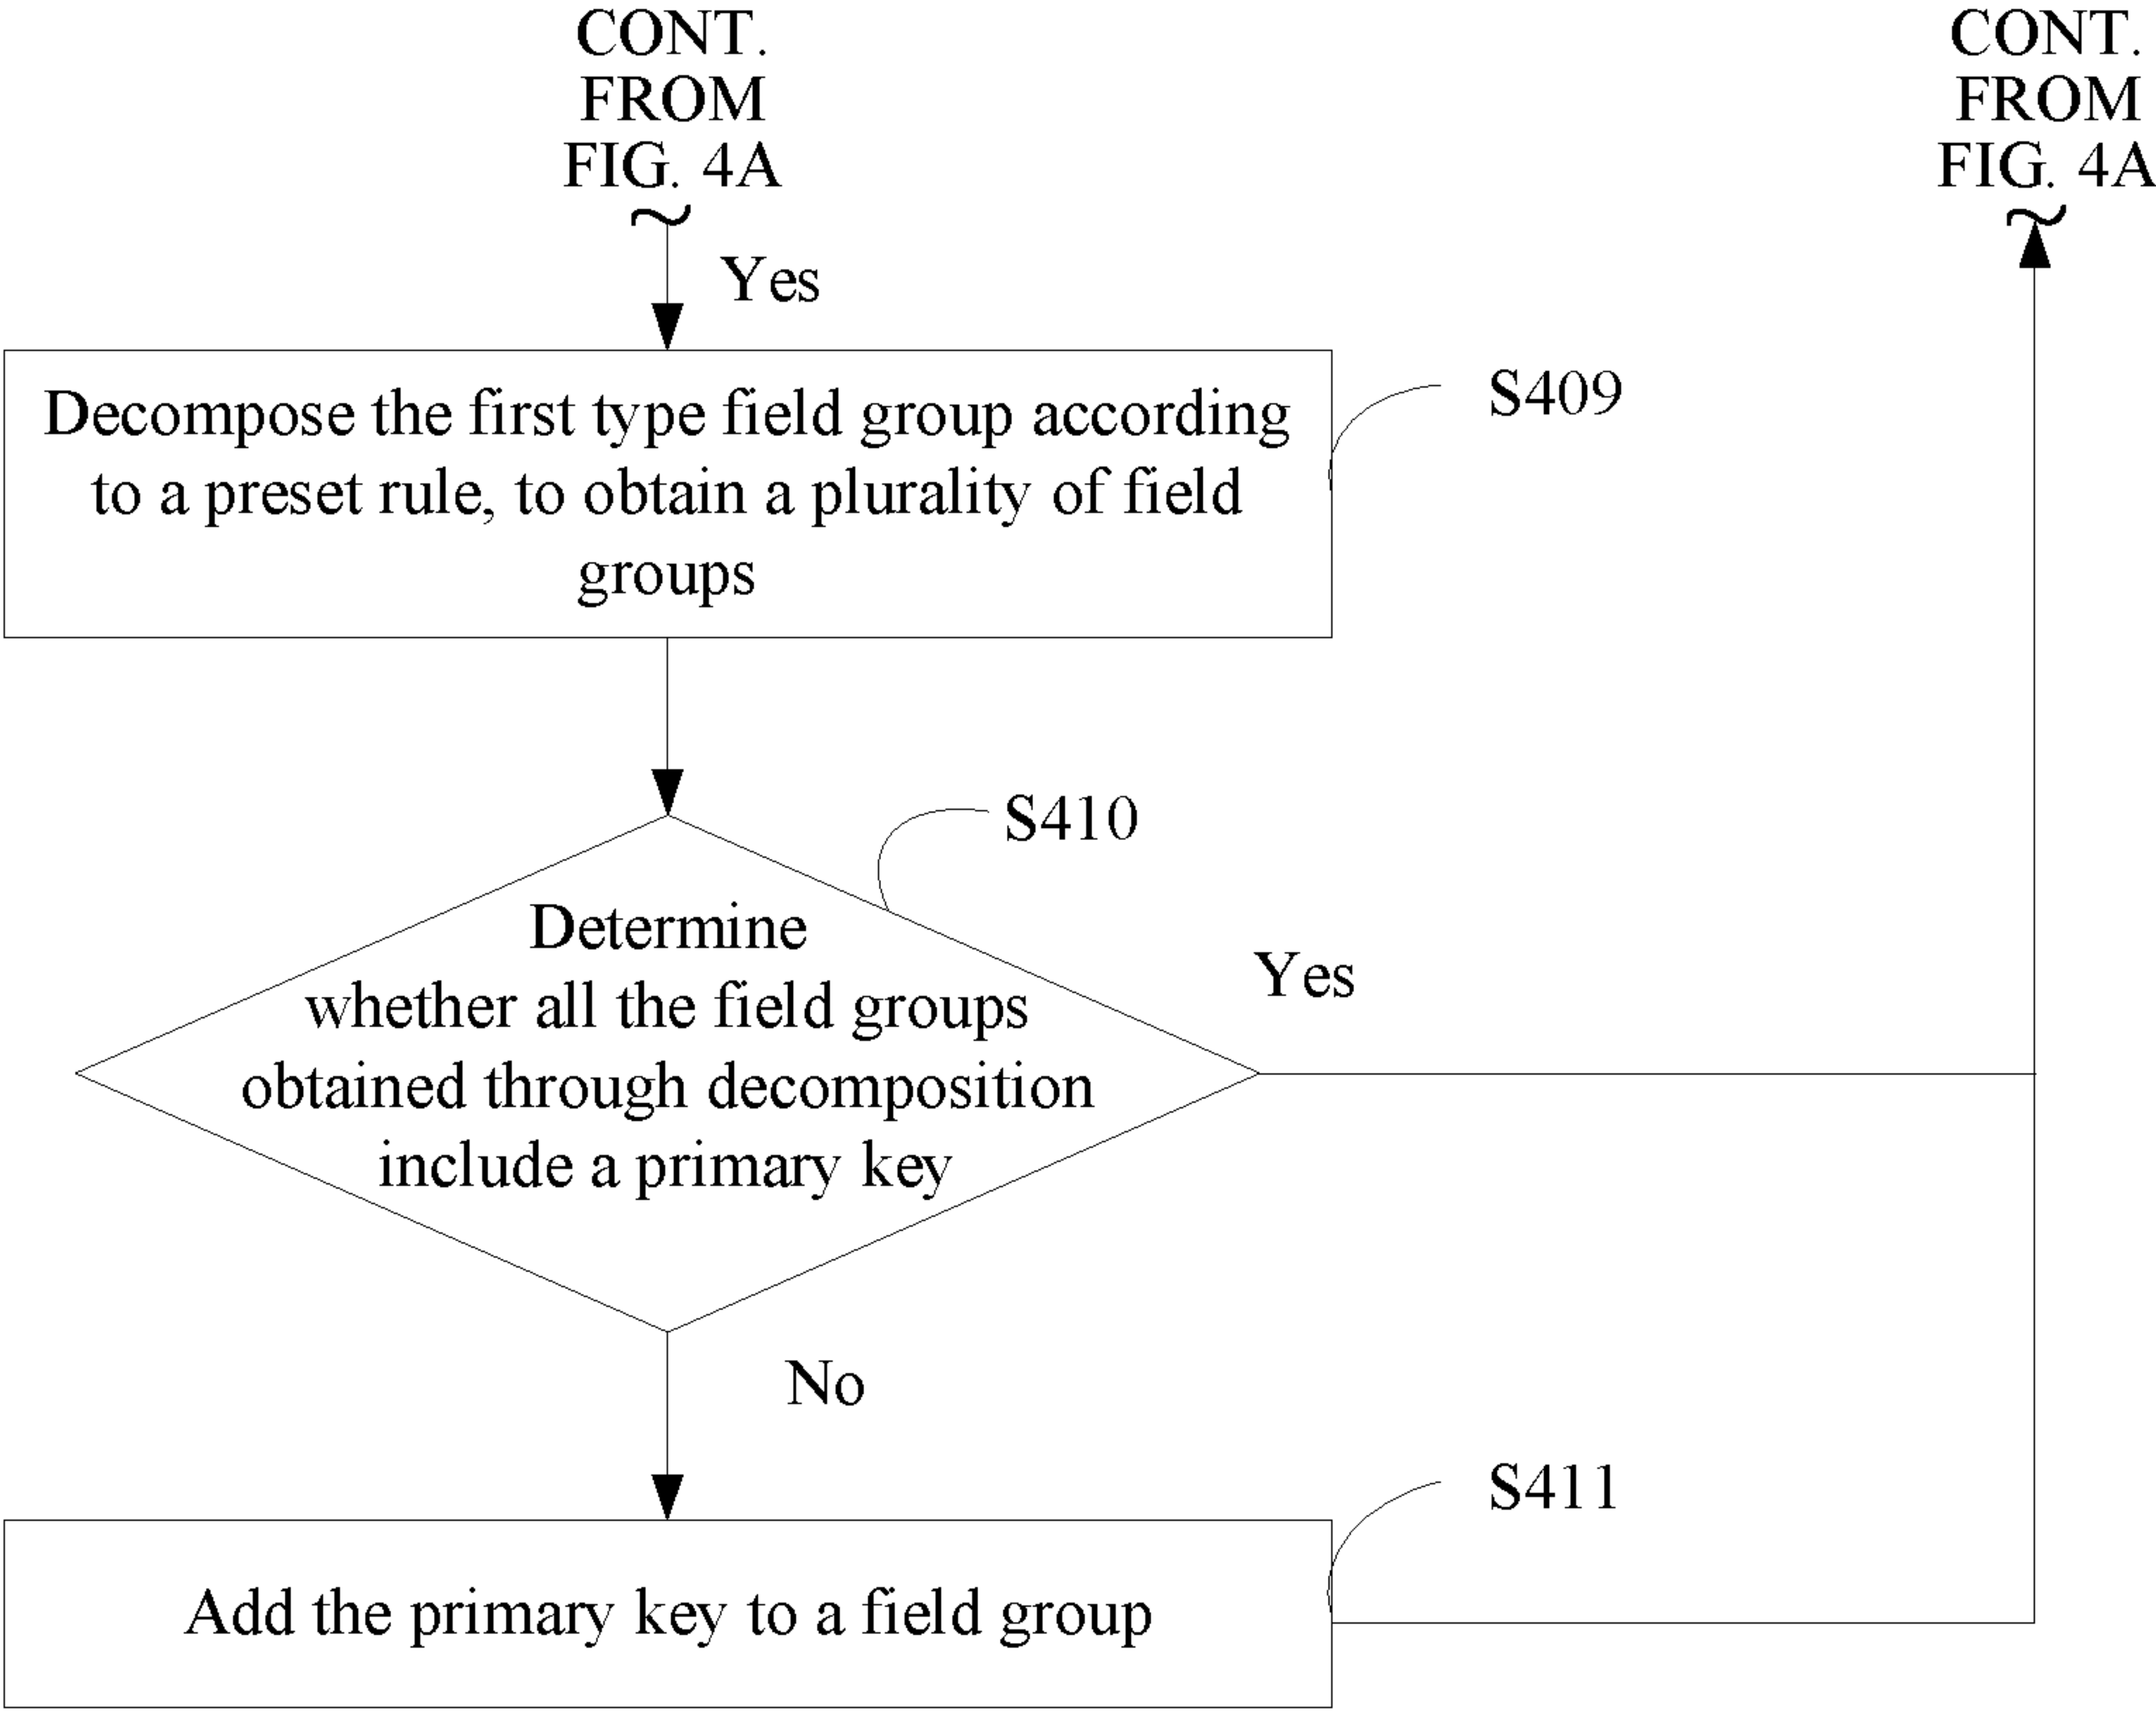 CONT.
FROM
FIG. 4A
CONT.
FROM
FIG. 4A
Yes
Decompose the first type field group according
to a preset rule, to obtain a plurality of field
groups
S409
S410
Determine
whether all the field groups
obtained through decomposition
include a primary key
Yes
No
S411
Add the primary key to a field group